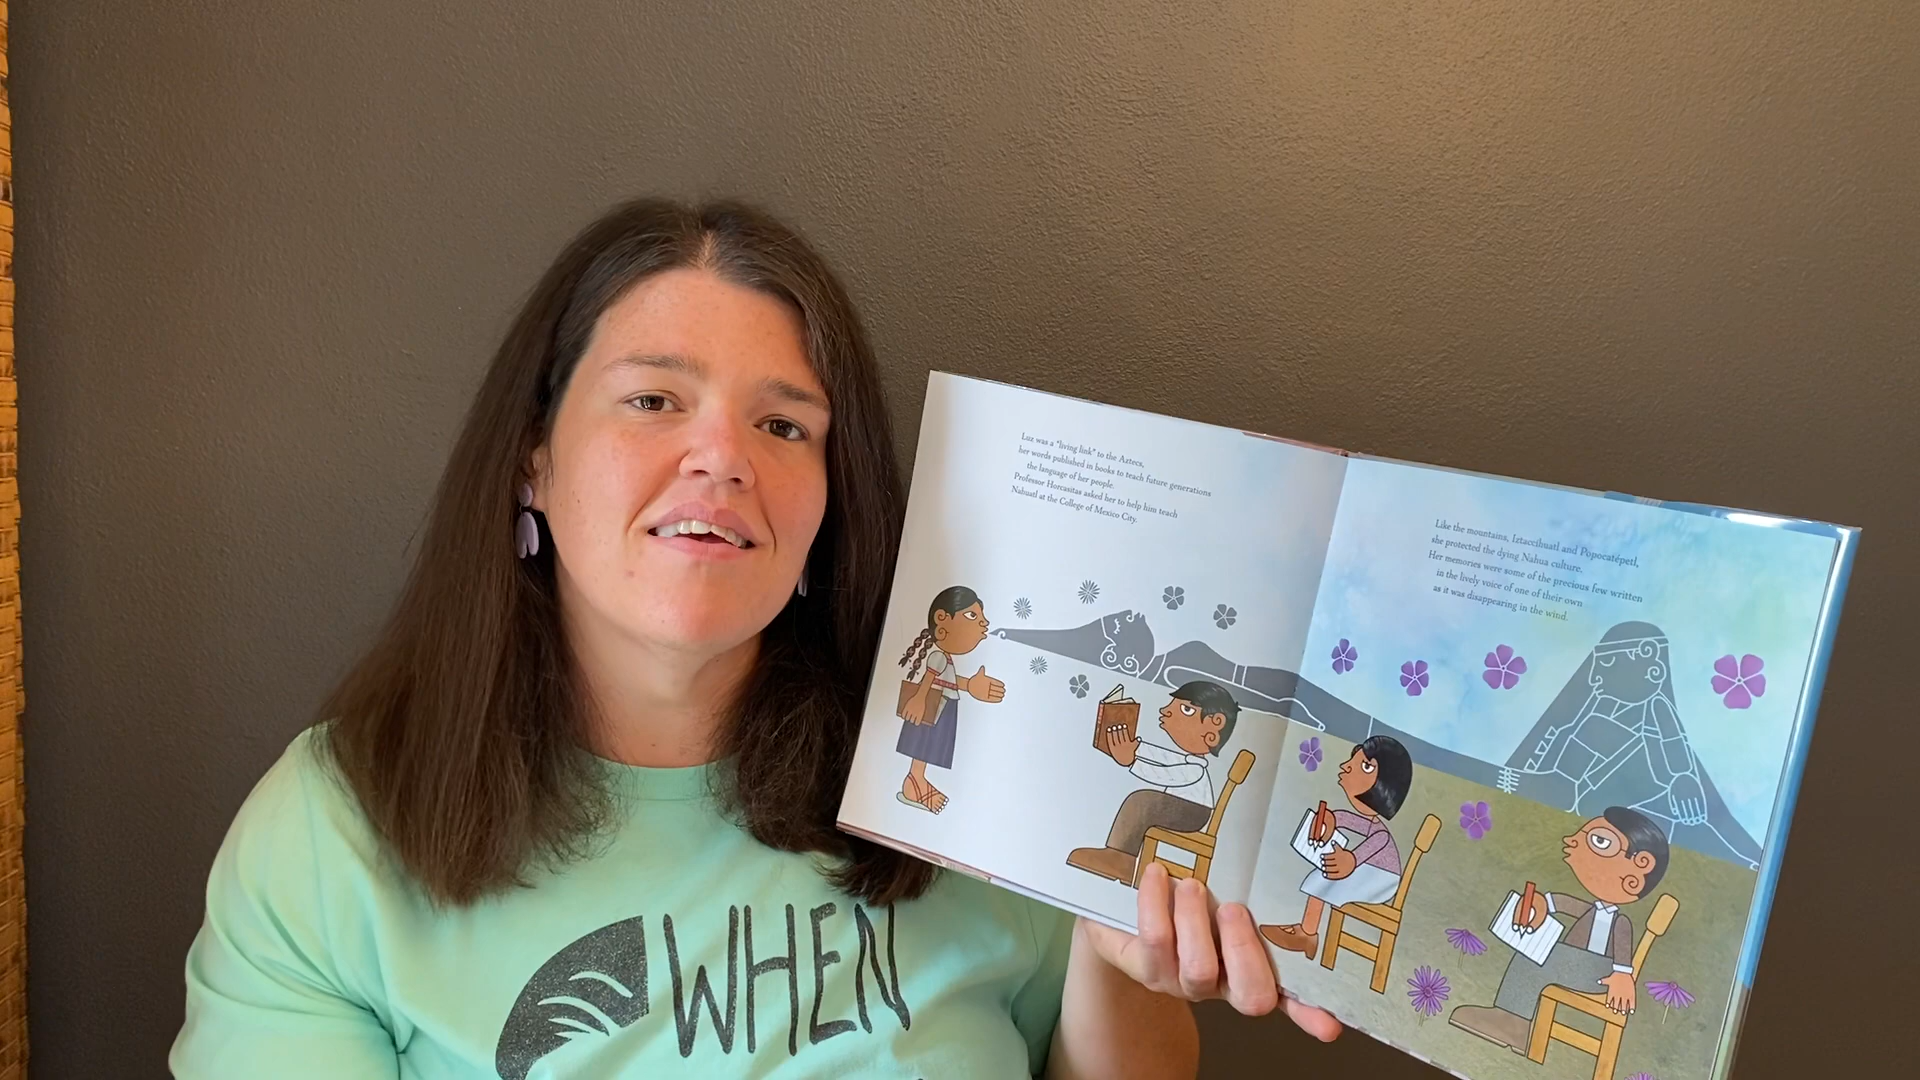 Luz was a "living link" to the Aztecs,
her words published in books to teach future generations
the language of her people.
Professor Horcasitas asked her to help him teach
Nahuatl at the College of Mexico City.
Like the mountains, Iztaccíhuatl and Popocatépetl,
she protected the dying Nahua culture.
Her memories were some of the precious few written
in the lively voice of one of their own
as it was disappearing in the wind.
WHEN